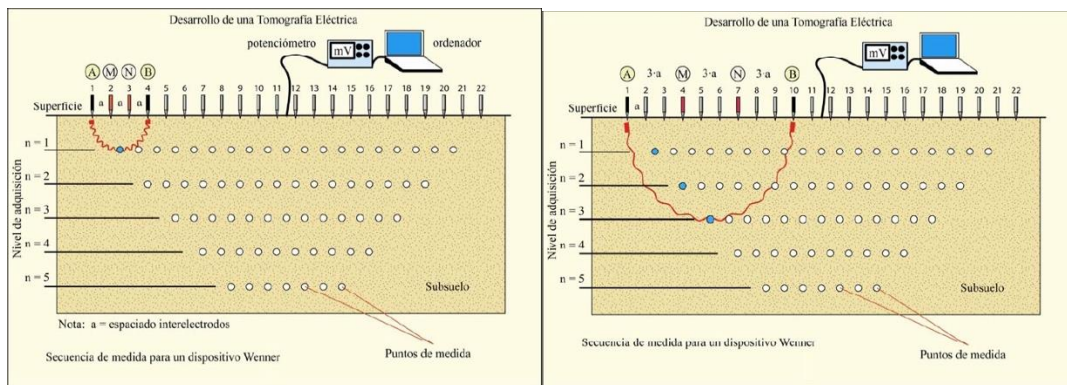 Desarrollo de una Tomografía Eléctrica
potenciómetro
mV
ordenador
A M N B
1 2 3 4 5 6 7 8 9 10 11 12 13 14 15 16 17 18 19 20 21 22
Superficie a a a
Nivel de adquisición
n = 1
n = 2
n = 3
n = 4
n = 5
Subsuelo
Nota: a = espaciado interelectrodos
Puntos de medida
Secuencia de medida para un dispositivo Wenner
Desarrollo de una Tomografía Eléctrica
mV
A 3·a M 3·a N 3·a B
1 2 3 4 5 6 7 8 9 10 11 12 13 14 15 16 17 18 19 20 21 22
Superficie a
Nivel de adquisición
n = 1
n = 2
n = 3
n = 4
n = 5
Subsuelo
Puntos de medida
Secuencia de medida para un dispositivo Wenner